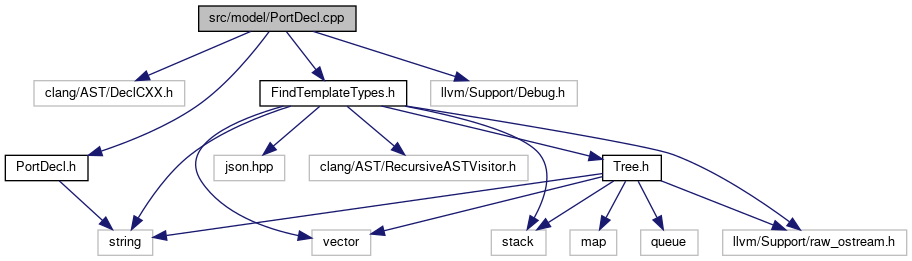 src/model/PortDecl.cpp
clang/AST/DeclCXX.h
FindTemplateTypes.h
llvm/Support/Debug.h
PortDecl.h
json.hpp
clang/AST/RecursiveASTVisitor.h
Tree.h
string
vector
stack
map
queue
llvm/Support/raw_ostream.h